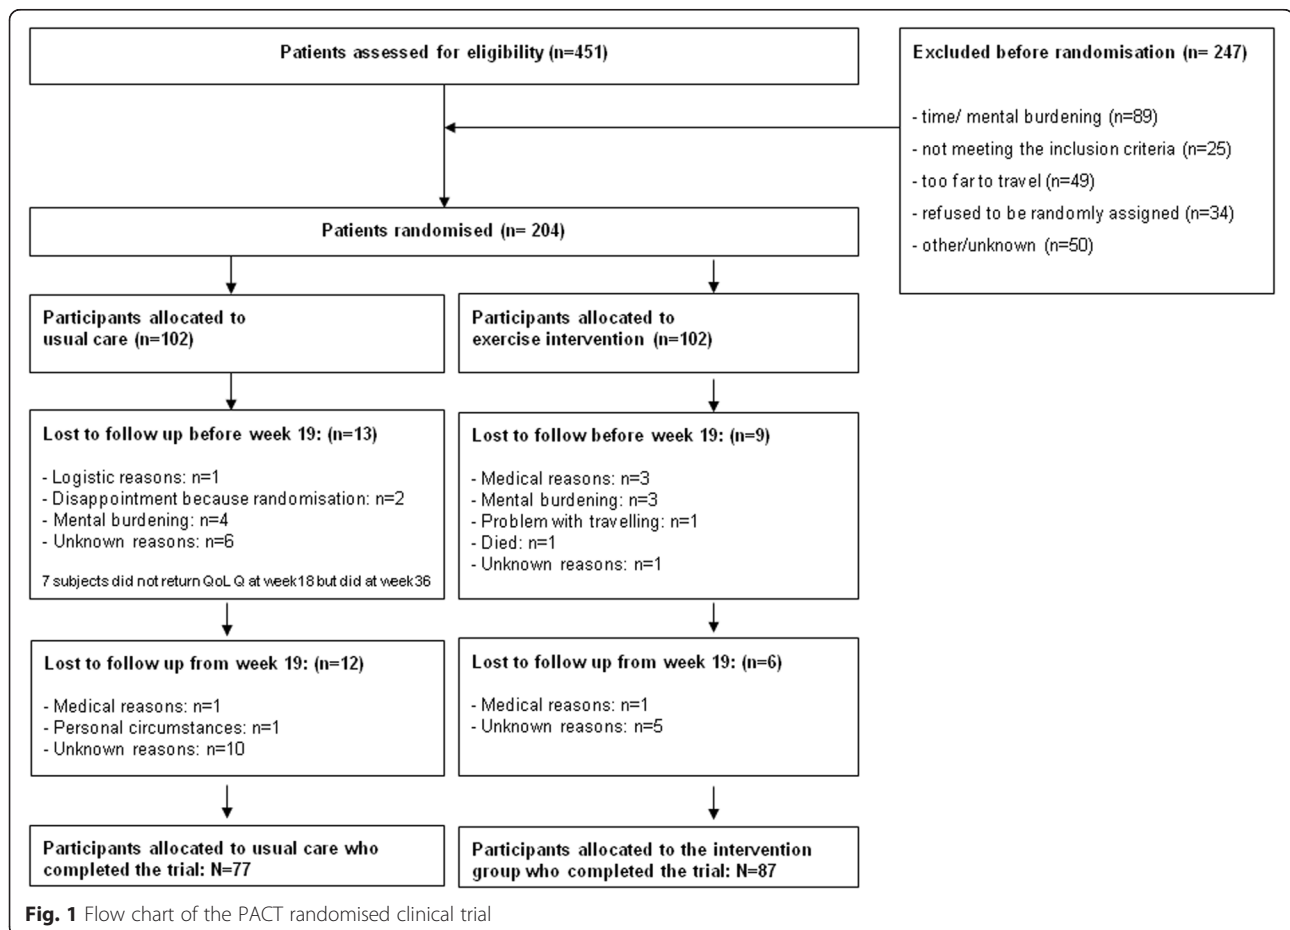 Patients assessed for eligibility (n=451)
Excluded before randomisation (n= 247)
- time/ mental burdening (n=89)
- not meeting the inclusion criteria (n=25)
- too far to travel (n=49)
- refused to be randomly assigned (n=34)
- other/unknown (n=50)
Patients randomised (n= 204)
Participants allocated to
usual care (n=102)
Participants allocated to
exercise intervention (n=102)
Lost to follow up before week 19: (n=13)
- Logistic reasons: n=1
- Disappointment because randomisation: n=2
- Mental burdening: n=4
- Unknown reasons: n=6
7 subjects did not return QoL Q at week18 but did at week36
Lost to follow before week 19: (n=9)
- Medical reasons: n=3
- Mental burdening: n=3
- Problem with travelling: n=1
- Died: n=1
- Unknown reasons: n=1
Lost to follow up from week 19: (n=12)
- Medical reasons: n=1
- Personal circumstances: n=1
- Unknown reasons: n=10
Lost to follow up from week 19: (n=6)
- Medical reasons: n=1
- Unknown reasons: n=5
Participants allocated to usual care who
completed the trial: N=77
Participants allocated to the intervention
group who completed the trial: N=87
Fig. 1 Flow chart of the PACT randomised clinical trial